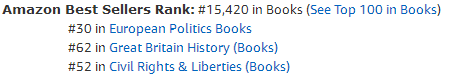 Amazon Best Sellers Rank: #15,420 in Books (See Top 100 in Books)
#30 in European Politics Books
#62 in Great Britain History (Books)
#52 in Civil Rights & Liberties (Books)